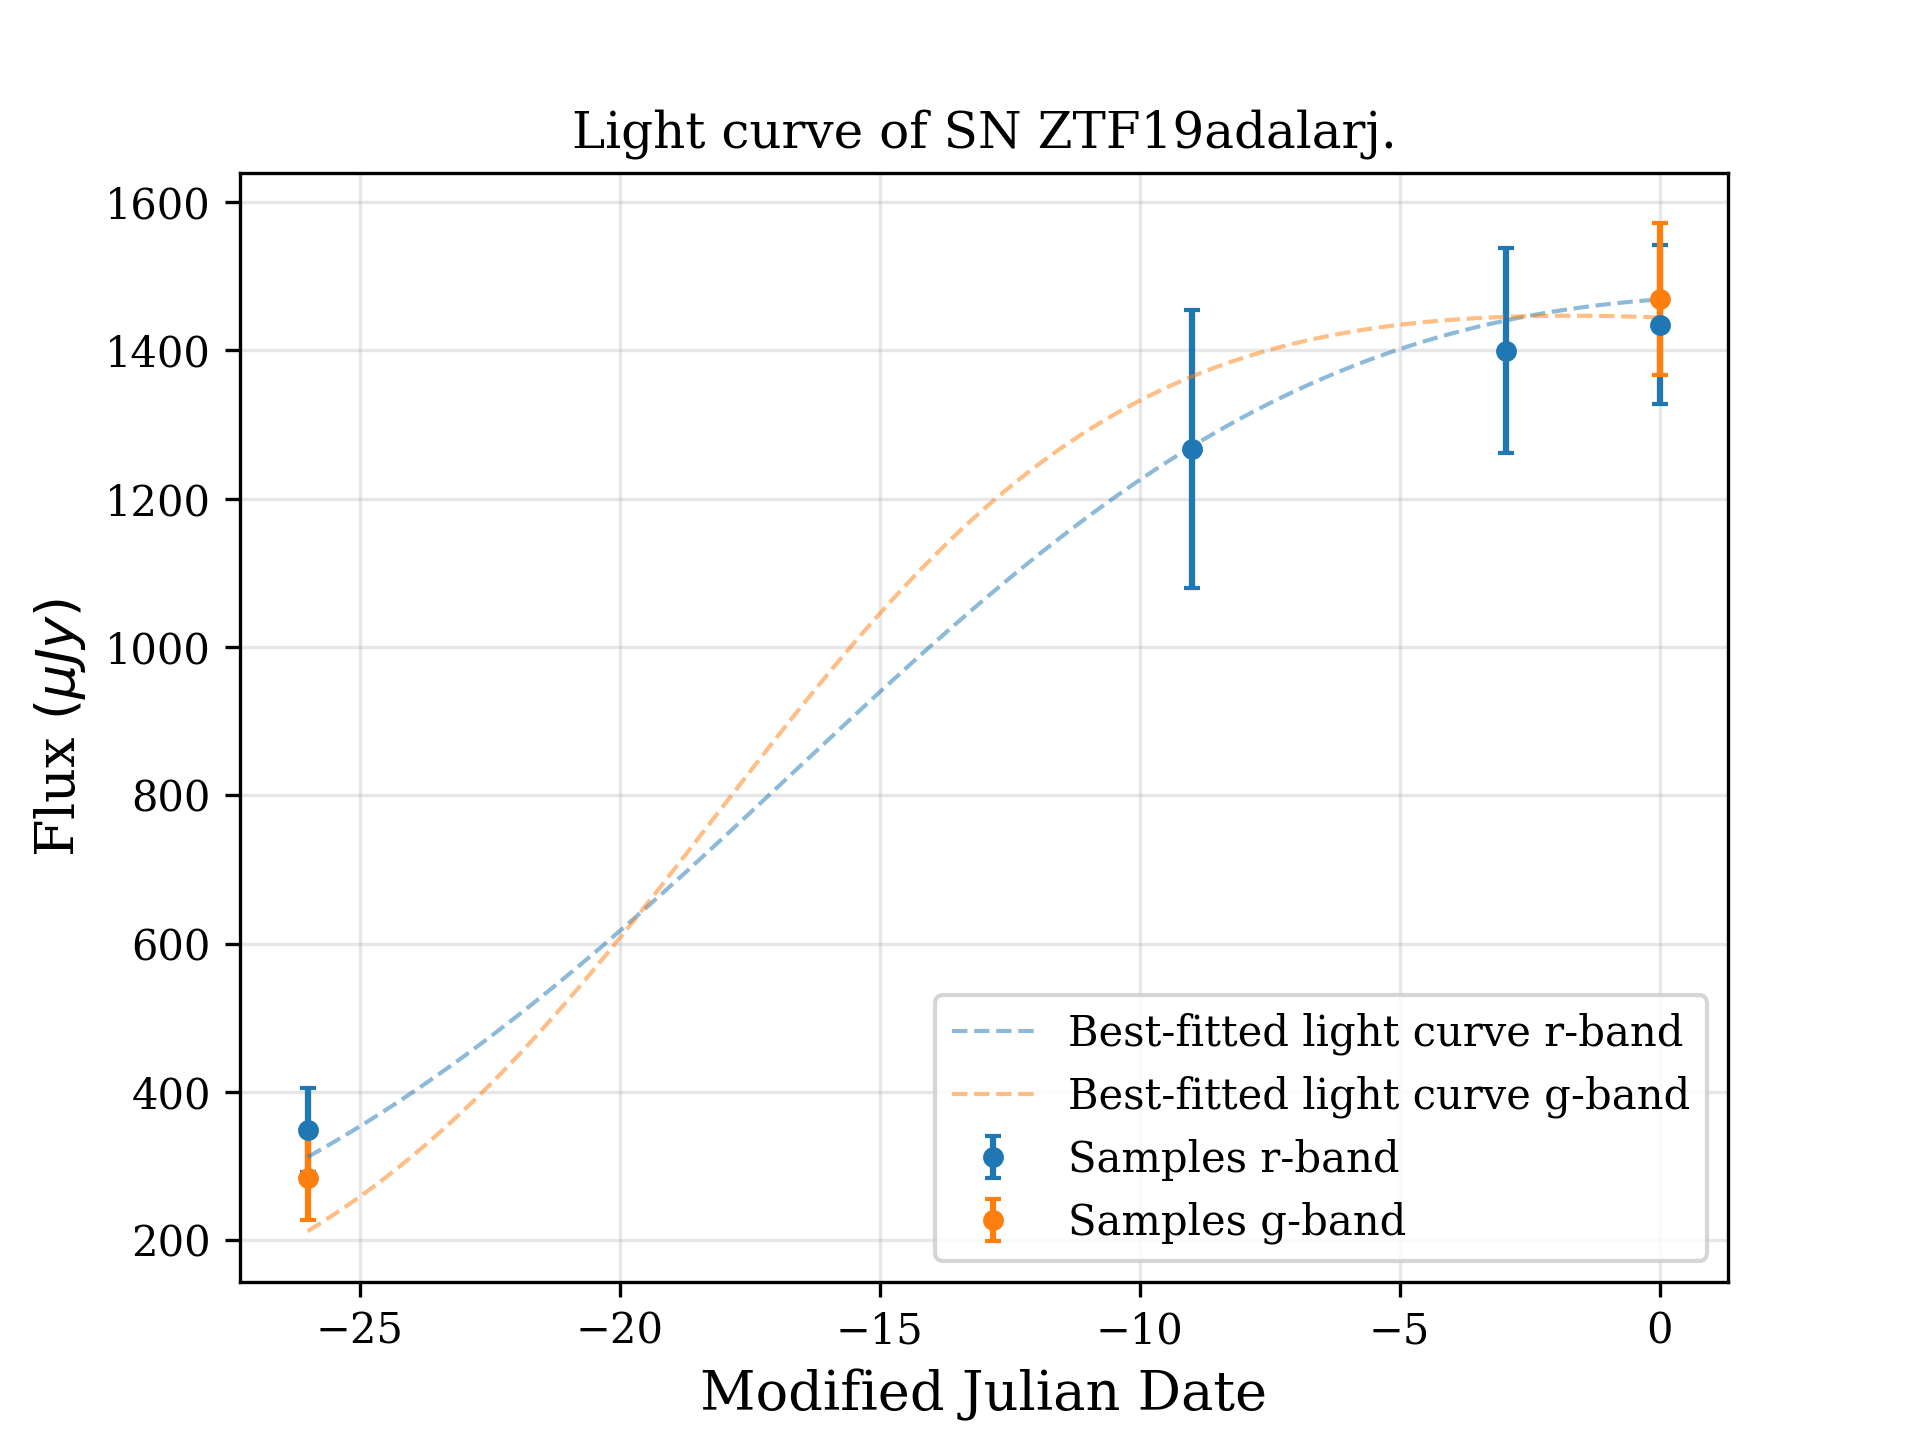 Light curve of SN ZTF19adalarj.
1600
1400
1200
1000
800
600
400
200
Flux (μJy)
Best-fitted light curve r-band
Best-fitted light curve g-band
Samples r-band
Samples g-band
−25 −20 −15 −10 −5 0
Modified Julian Date